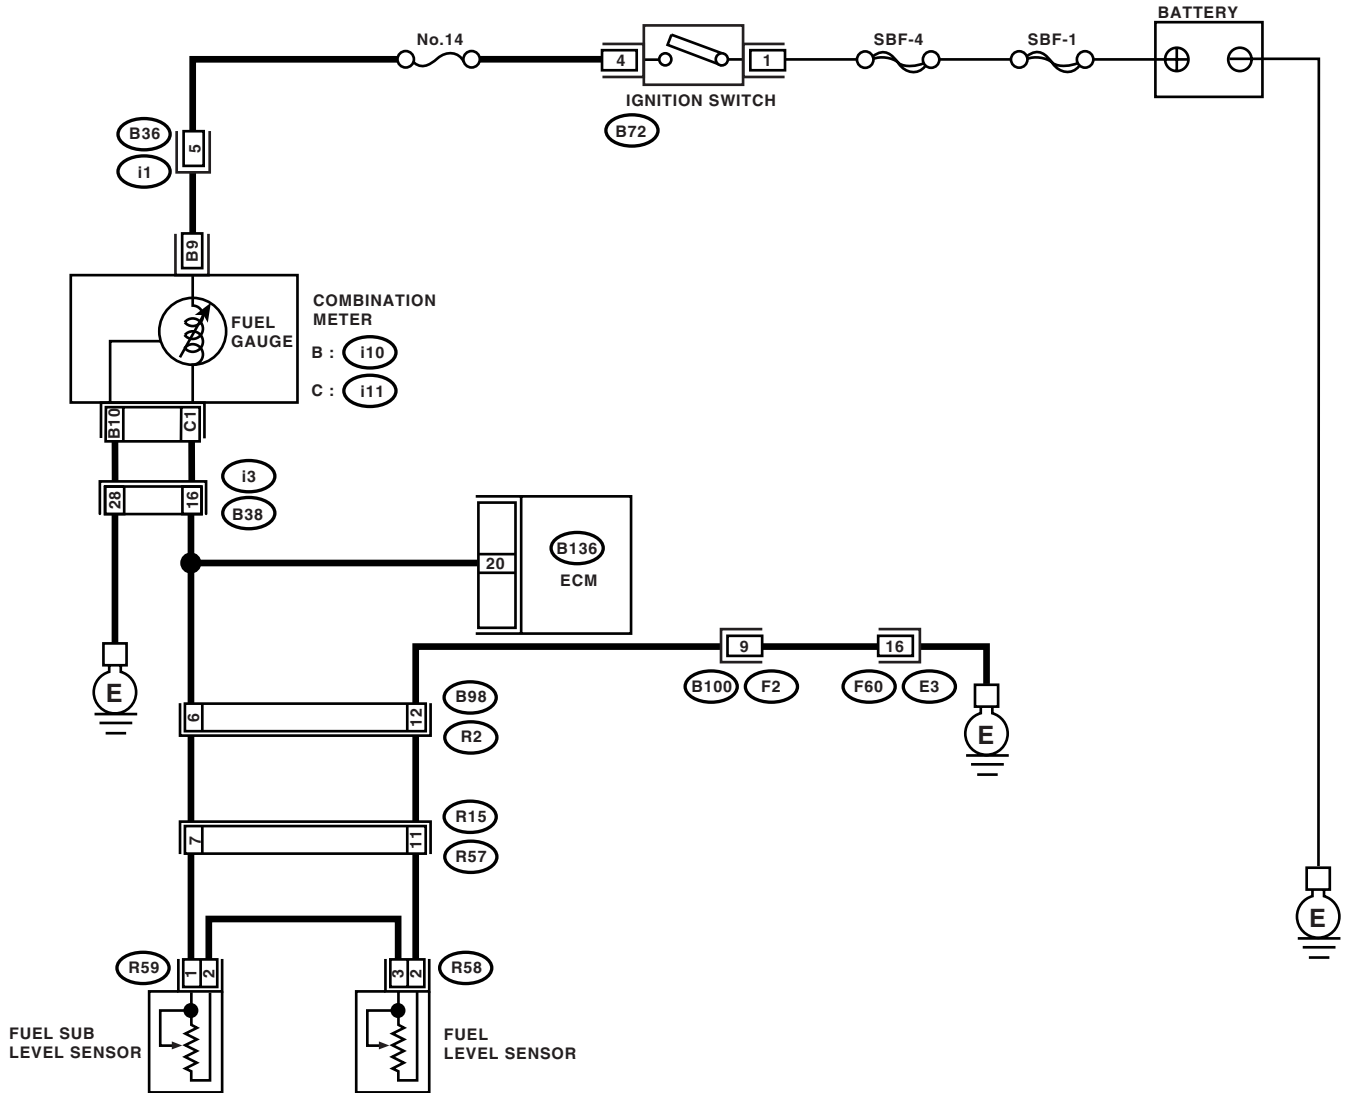 BATTERY
No.14
SBF-4
SBF-1
4
1
IGNITION SWITCH
B72
B36
5
i1
B9
COMBINATION
METER
FUEL
GAUGE
B : i10
C : i11
B10
C1
i3
28
16
B38
B136
20
ECM
9
16
B100
F2
F60
E3
E
B98
6
12
R2
E
R15
7
11
R57
E
R59
1
2
3
2
R58
FUEL SUB
LEVEL SENSOR
FUEL
LEVEL SENSOR